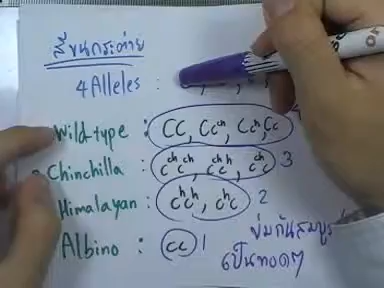 สีขนกระต่าย
4 Alleles :
Wild type : CC, Cc^ch, Cc^h, Cc 4
Chinchilla : c^ch c^ch, c^ch c^h, c^ch c 3
Himalayan : c^h c^h, c^h c 2
Albino : cc 1
ข่มกันสมบูรณ์
เป็นทอดๆ